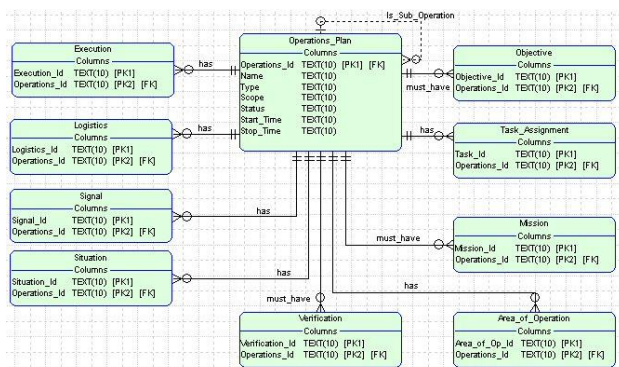 Is_Sub_Operation
Operations_Plan
Columns
Operations_Id TEXT(10) [PK1] [FK]
Name TEXT(10)
Type TEXT(10)
Scope TEXT(10)
Status TEXT(10)
Start_Time TEXT(10)
Stop_Time TEXT(10)
Execution
Columns
Execution_Id TEXT(10) [PK1]
Operations_Id TEXT(10) [PK2] [FK]
has
Objective
Columns
Objective_Id TEXT(10) [PK1]
Operations_Id TEXT(10) [PK2] [FK]
must_have
Logistics
Columns
Logistics_Id TEXT(10) [PK1]
Operations_Id TEXT(10) [PK2] [FK]
has
Task_Assignment
Columns
Task_Id TEXT(10) [PK1]
Operations_Id TEXT(10) [PK2] [FK]
has
Signal
Columns
Signal_Id TEXT(10) [PK1]
Operations_Id TEXT(10) [PK2] [FK]
has
Mission
Columns
Mission_Id TEXT(10) [PK1]
Operations_Id TEXT(10) [PK2] [FK]
must_have
Situation
Columns
Situation_Id TEXT(10) [PK1]
Operations_Id TEXT(10) [PK2] [FK]
has
must_have
has
Verification
Columns
Verification_Id TEXT(10) [PK1]
Operations_Id TEXT(10) [PK2] [FK]
Area_of_Operation
Columns
Area_of_Op_Id TEXT(10) [PK1]
Operations_Id TEXT(10) [PK2] [FK]